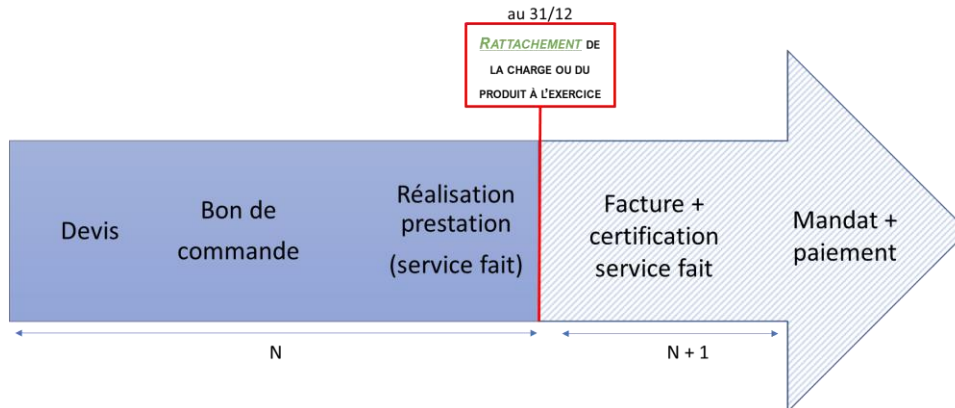 au 31/12
RATTACHEMENT DE
LA CHARGE OU DU
PRODUIT À L'EXERCICE
Devis
Bon de
commande
Réalisation
prestation
(service fait)
Facture +
certification
service fait
Mandat +
paiement
N
N + 1